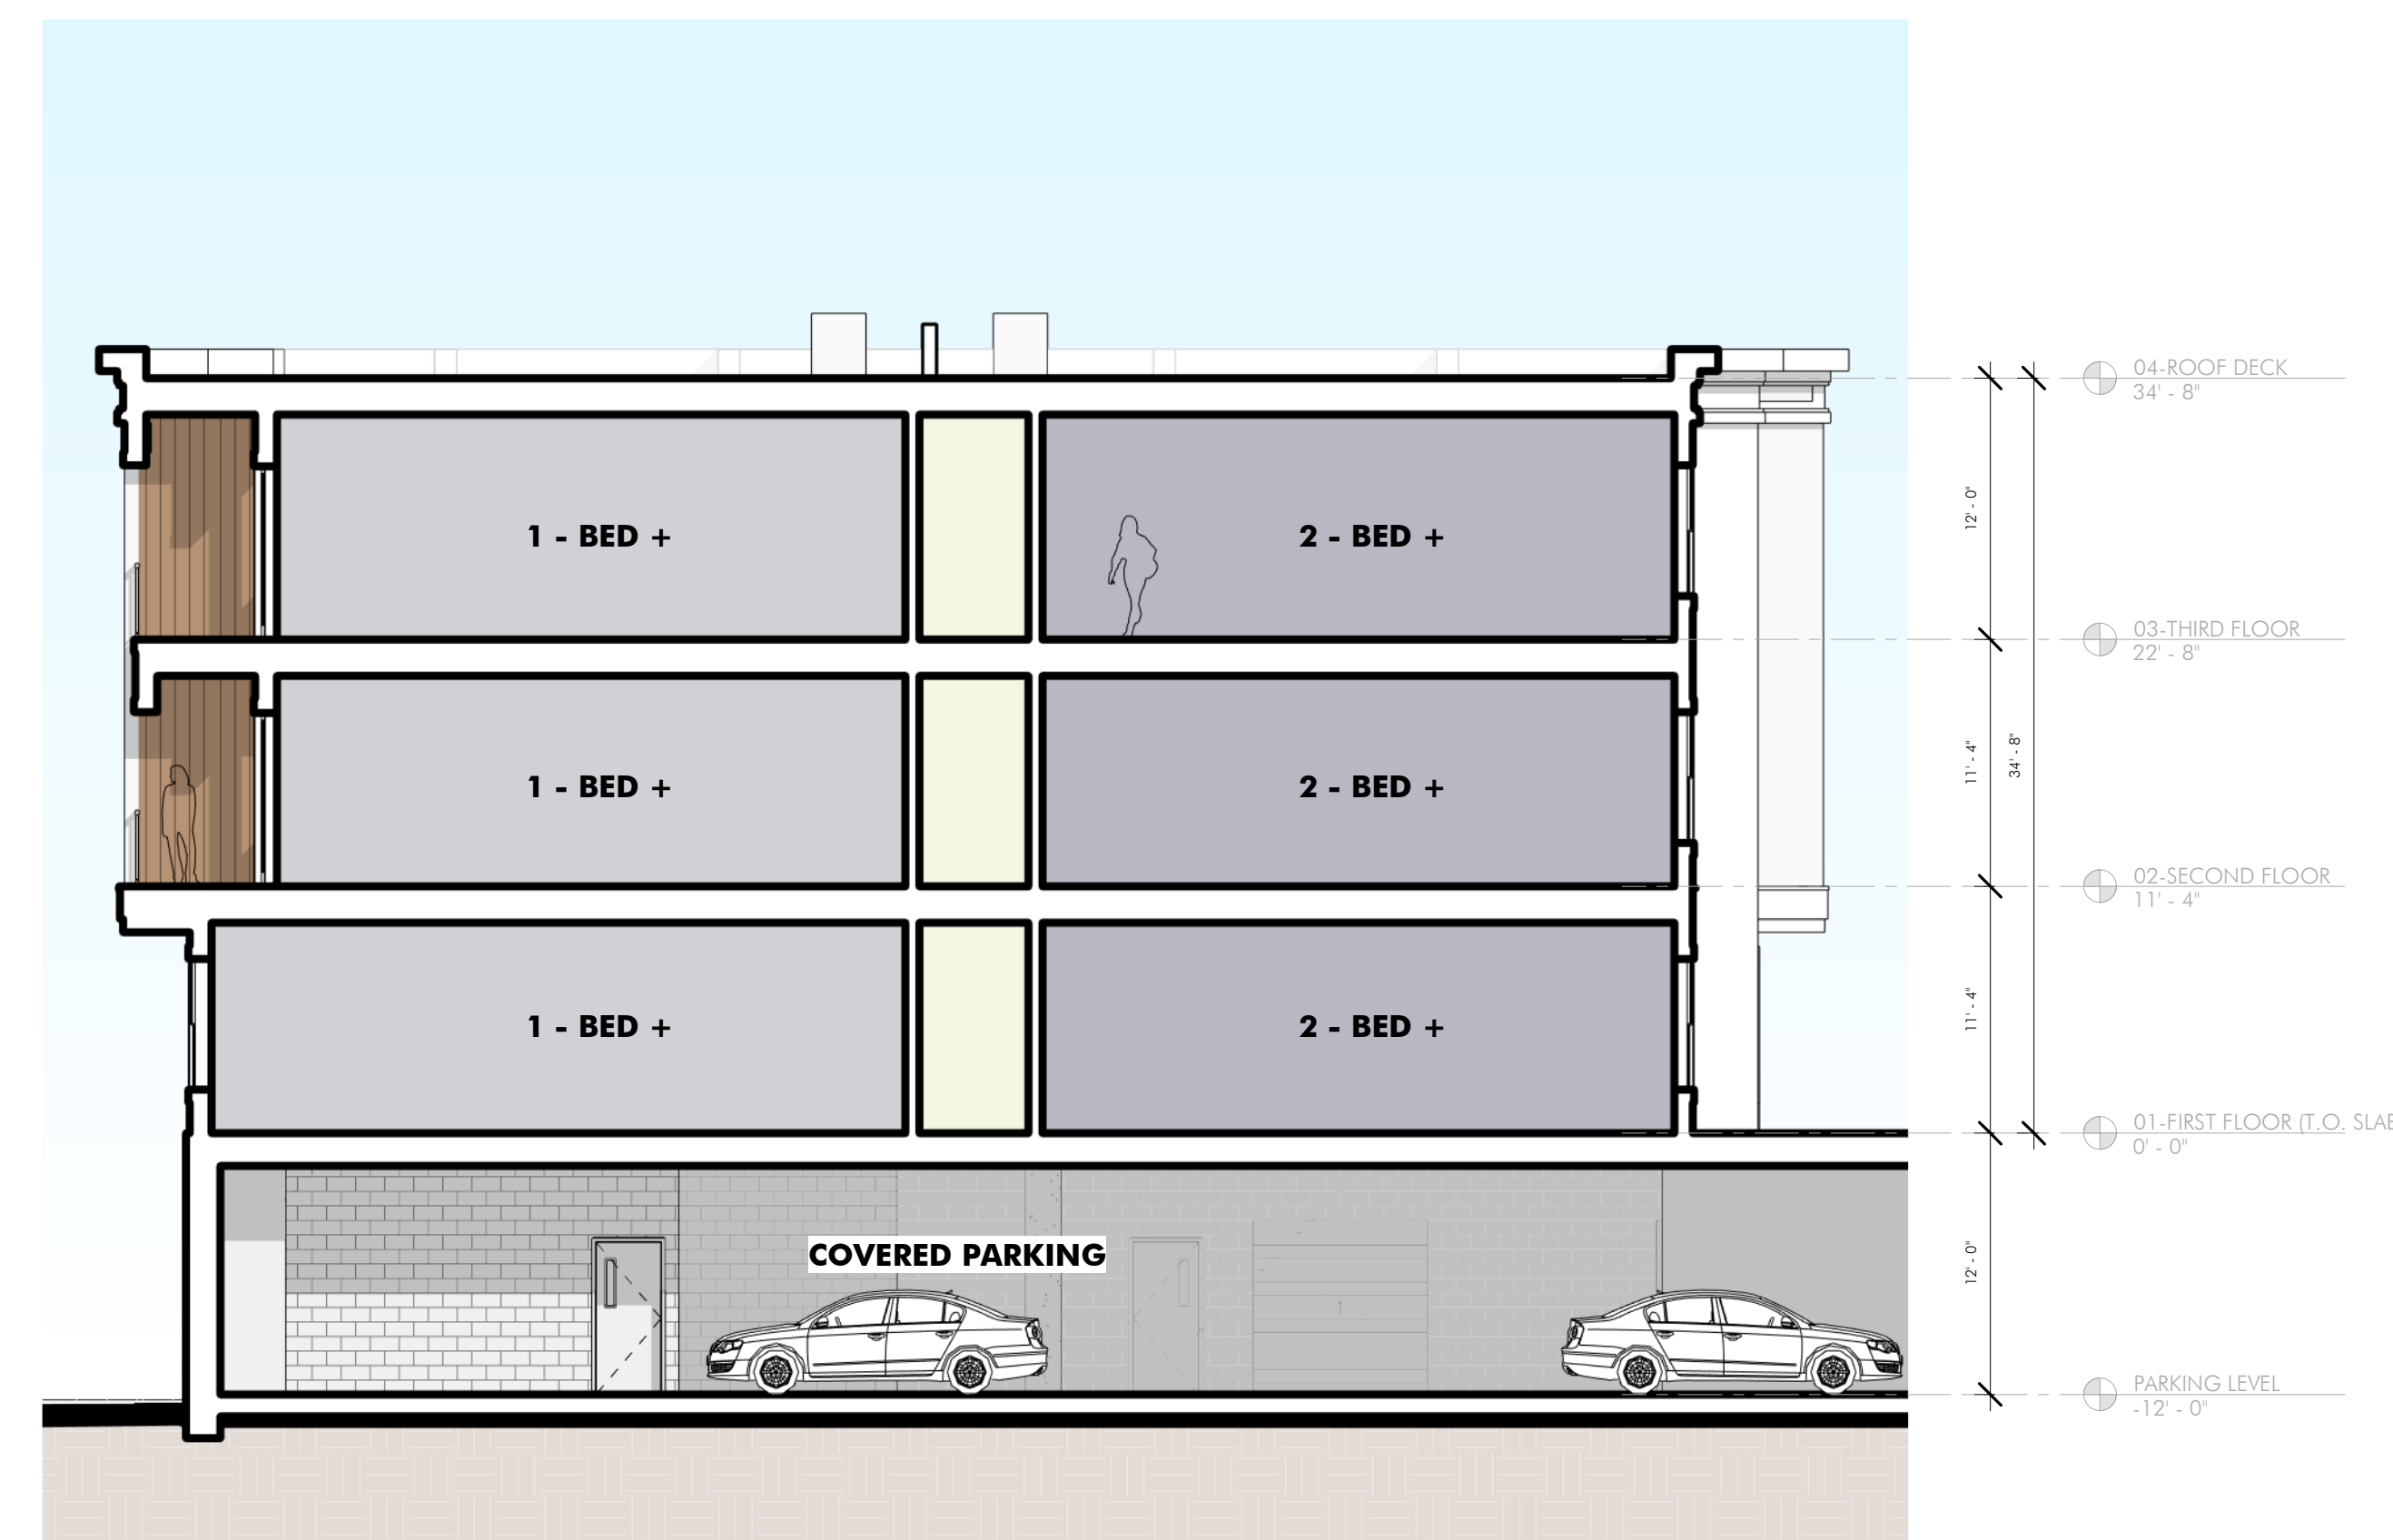 04-ROOF DECK
34' - 8"
1 - BED +
2 - BED +
12' - 0"
03-THIRD FLOOR
22' - 8"
1 - BED +
2 - BED +
11' - 4"
34' - 8"
02-SECOND FLOOR
11' - 4"
1 - BED +
2 - BED +
11' - 4"
01-FIRST FLOOR (T.O. SLAB
0' - 0"
COVERED PARKING
12' - 0"
PARKING LEVEL
-12' - 0"